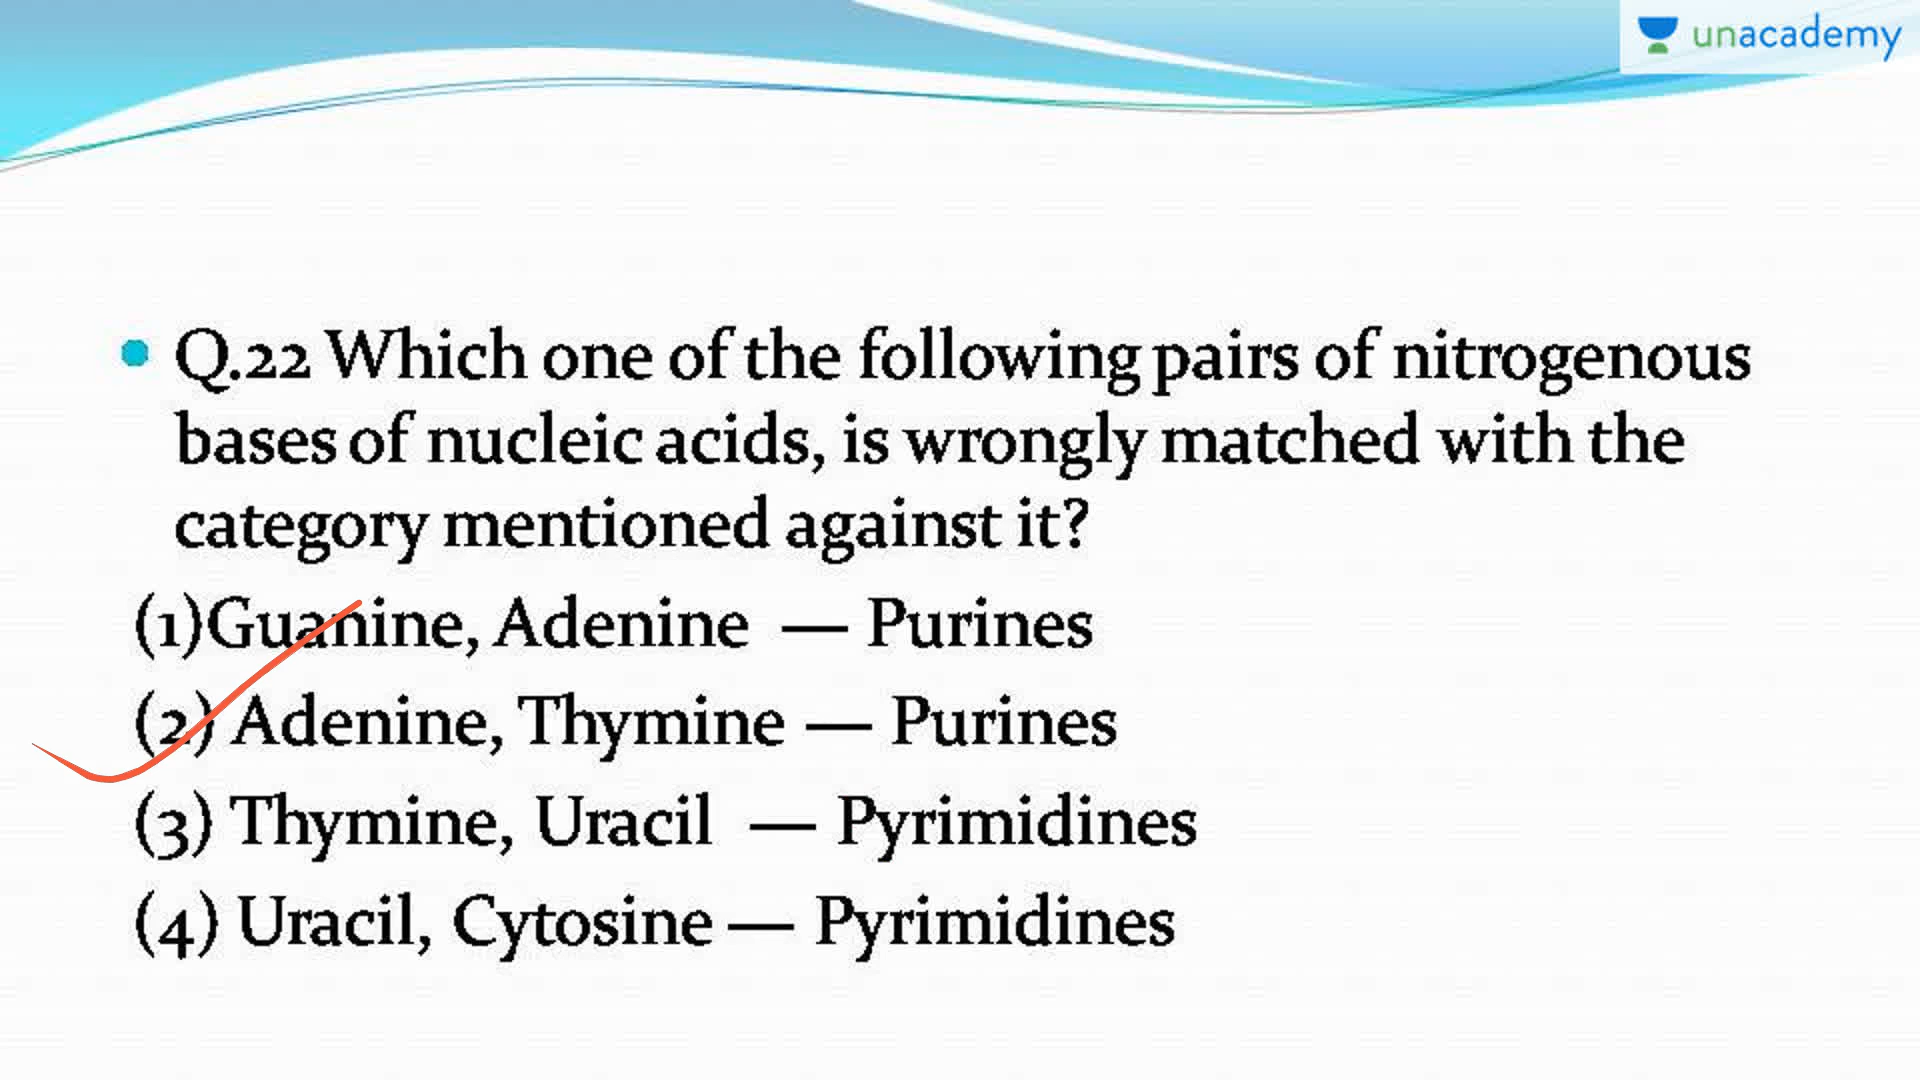 unacademy
Q.22 Which one of the following pairs of nitrogenous
bases of nucleic acids, is wrongly matched with the
category mentioned against it?
(1)Guanine, Adenine — Purines
(2) Adenine, Thymine — Purines
(3) Thymine, Uracil — Pyrimidines
(4) Uracil, Cytosine — Pyrimidines